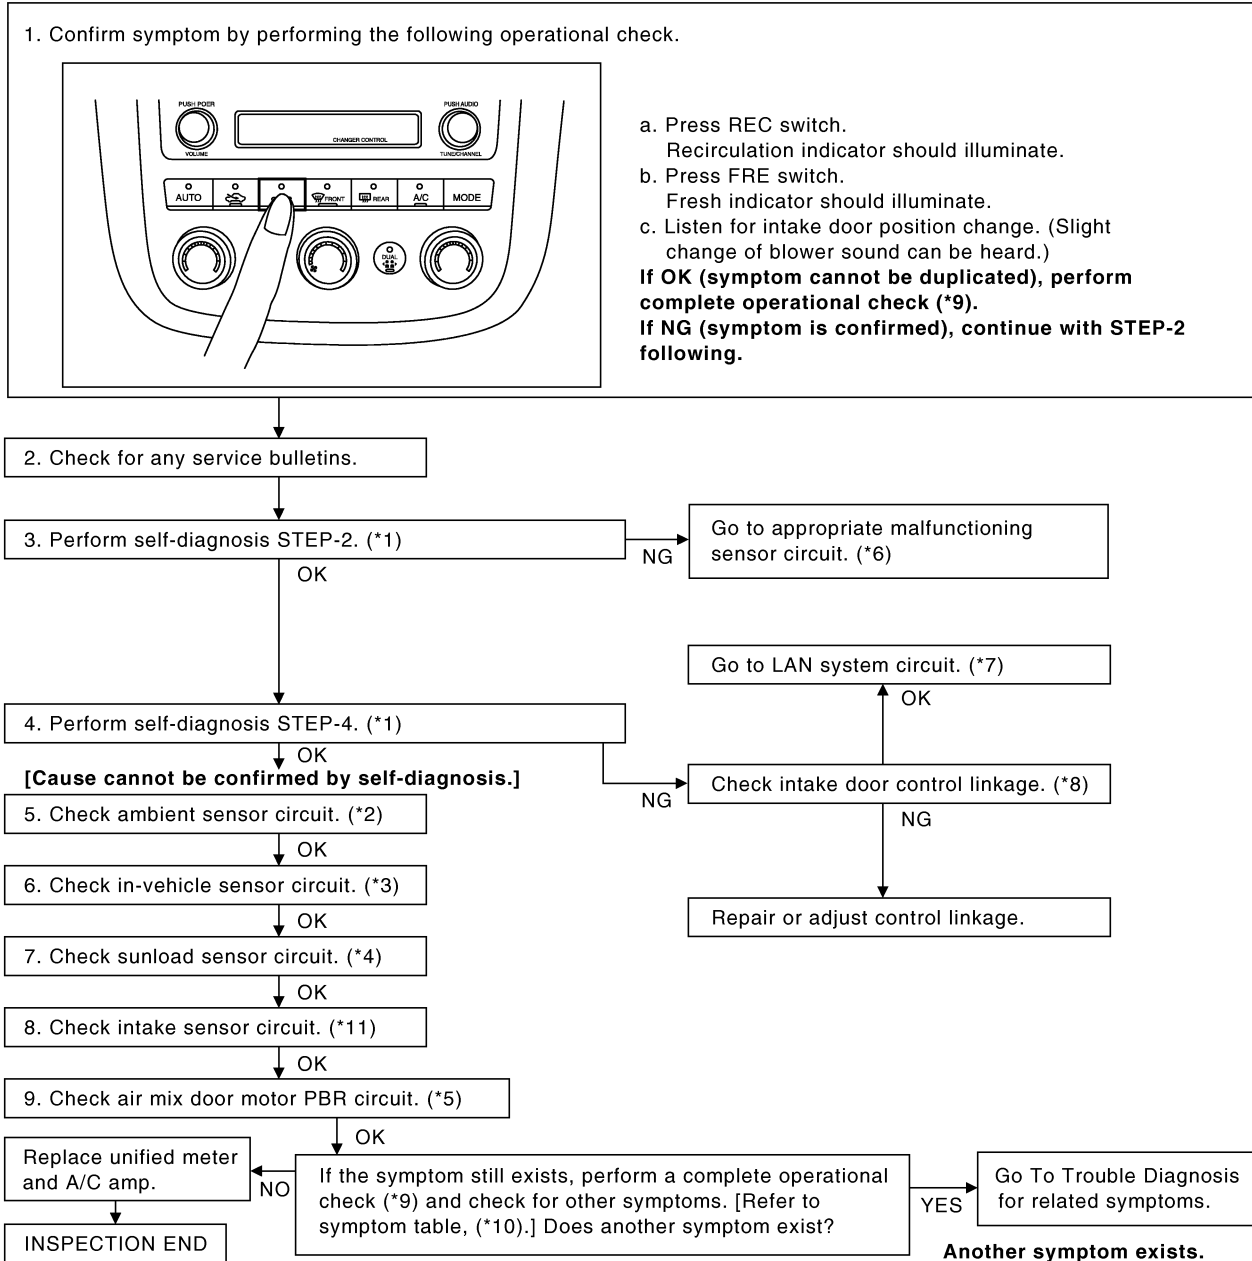 1. Confirm symptom by performing the following operational check.
PUSH POER
VOLUME
CHANGER CONTROL
PUSH AUDIO
TUNE/CHANNEL
AUTO
FRONT
REAR
A/C
MODE
DUAL
a. Press REC switch.
Recirculation indicator should illuminate.
b. Press FRE switch.
Fresh indicator should illuminate.
c. Listen for intake door position change. (Slight
change of blower sound can be heard.)
If OK (symptom cannot be duplicated), perform
complete operational check (*9).
If NG (symptom is confirmed), continue with STEP-2
following.
2. Check for any service bulletins.
3. Perform self-diagnosis STEP-2. (*1)
NG
Go to appropriate malfunctioning
sensor circuit. (*6)
OK
Go to LAN system circuit. (*7)
OK
4. Perform self-diagnosis STEP-4. (*1)
OK
NG
Check intake door control linkage. (*8)
NG
Repair or adjust control linkage.
[Cause cannot be confirmed by self-diagnosis.]
5. Check ambient sensor circuit. (*2)
OK
6. Check in-vehicle sensor circuit. (*3)
OK
7. Check sunload sensor circuit. (*4)
OK
8. Check intake sensor circuit. (*11)
OK
9. Check air mix door motor PBR circuit. (*5)
OK
If the symptom still exists, perform a complete operational
check (*9) and check for other symptoms. [Refer to
symptom table, (*10).] Does another symptom exist?
NO
Replace unified meter
and A/C amp.
INSPECTION END
YES
Go To Trouble Diagnosis
for related symptoms.
Another symptom exists.